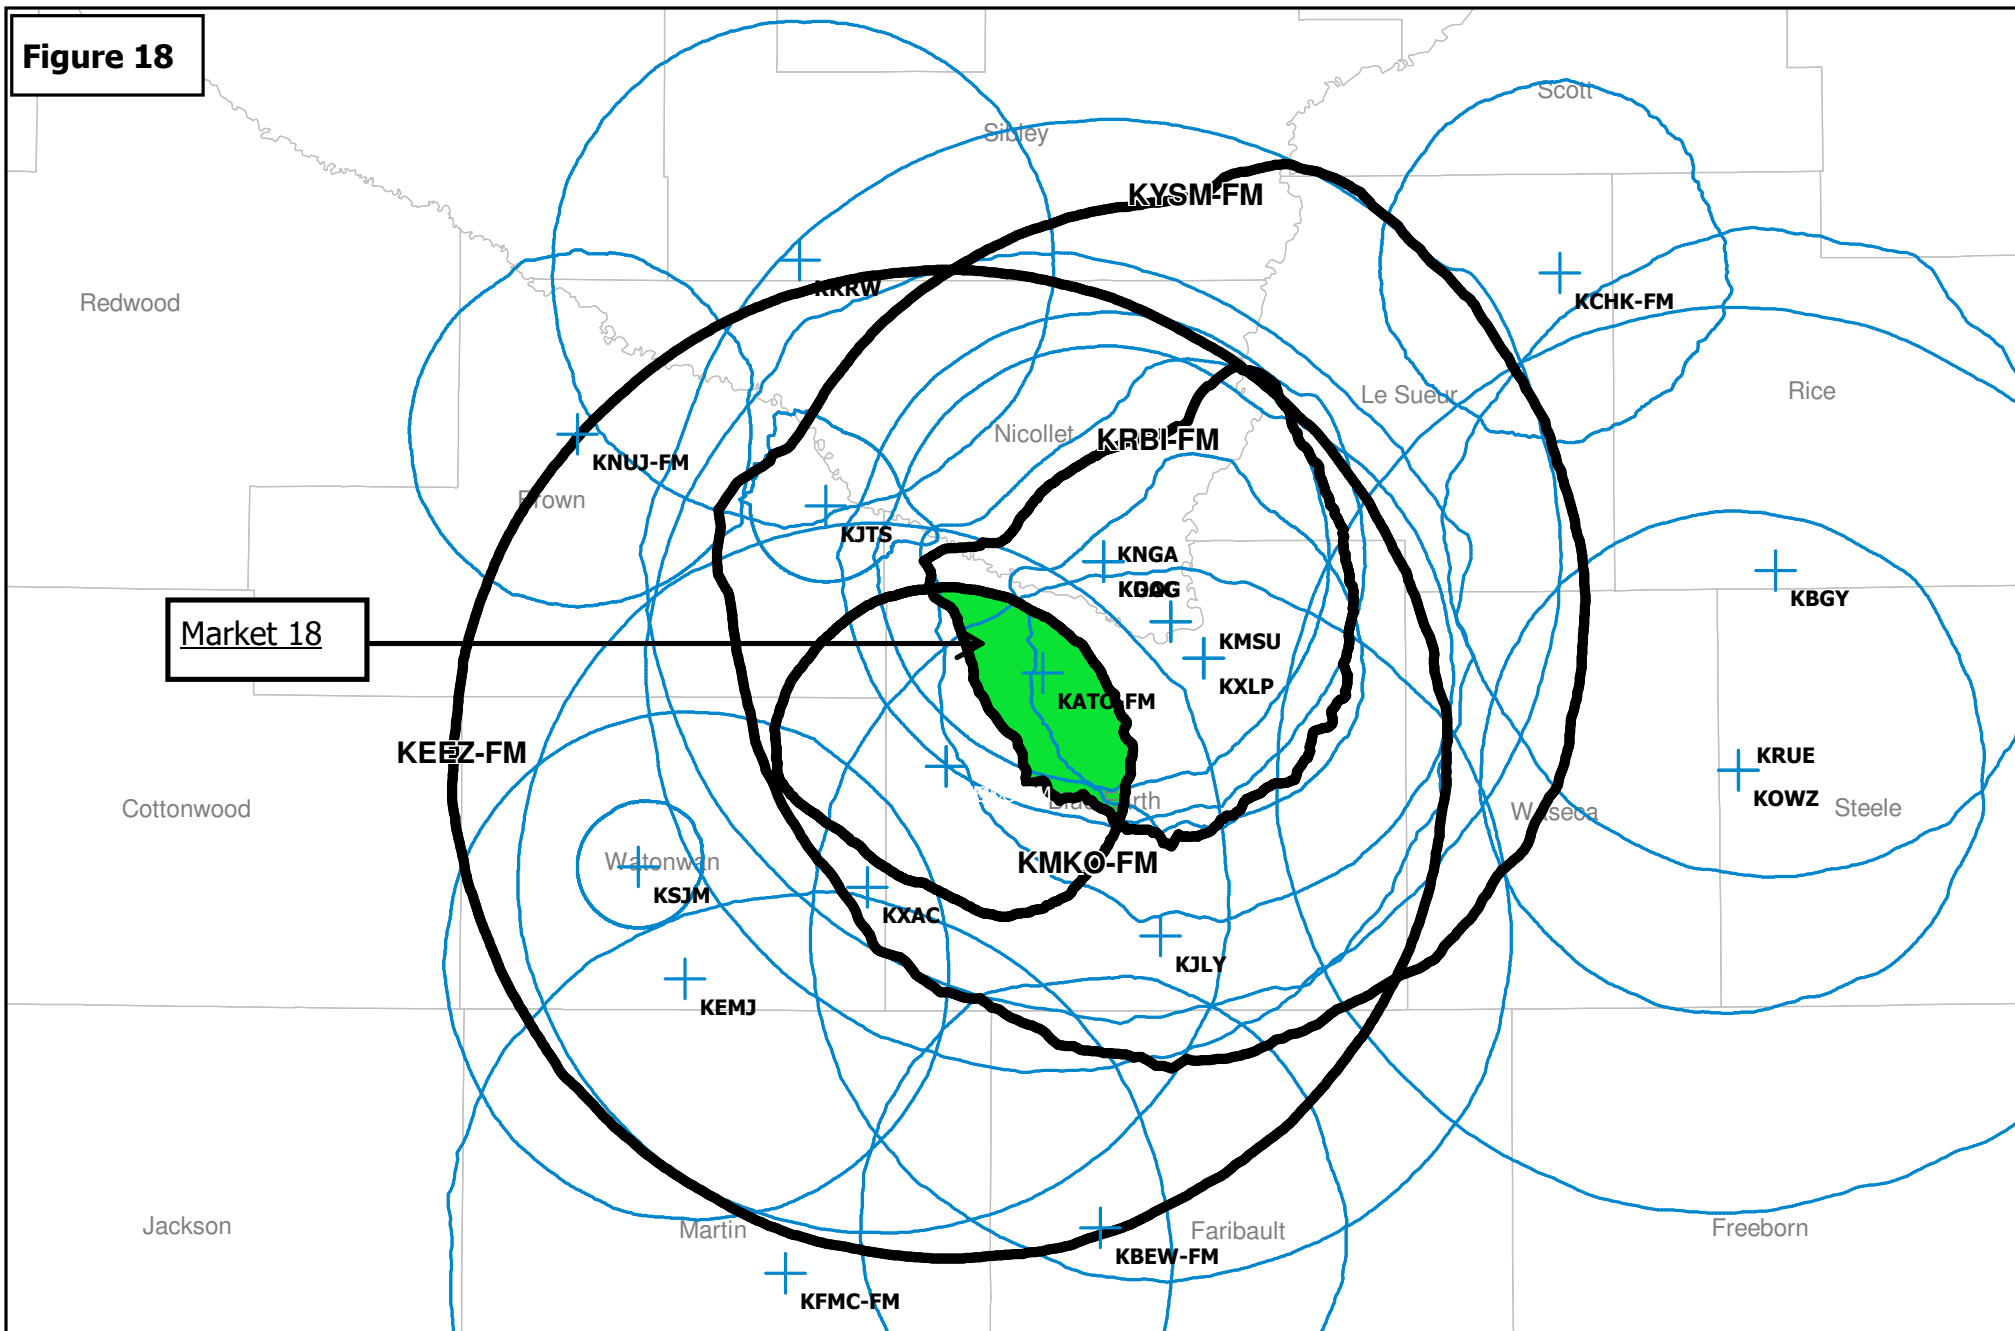 Figure 18
Scott
Sibley
KYSM-FM
KRRW
KCHK-FM
Redwood
Le Sueur
Rice
Nicollet
KRBI-FM
KNUJ-FM
Brown
KJTS
KNGA
KMSU
KBGY
Market 18
KXLP
KATO-FM
KEEZ-FM
KRUE
KOWZ
Cottonwood
Blue Earth
Waseca
Steele
Watonwan
KMKO-FM
KSJM
KXAC
KJLY
KEMJ
Jackson
Martin
Faribault
Freeborn
KBEW-FM
KFMC-FM